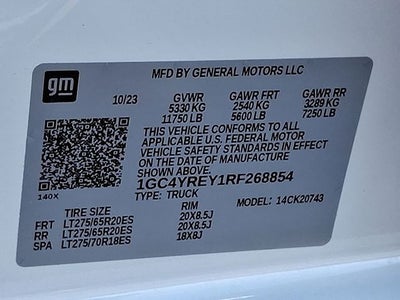 gm
MFD BY GENERAL MOTORS LLC
10/23 GVWR GAWR FRT GAWR RR
5330 KG 2540 KG 3289 KG
11750 LB 5600 LB 7250 LB
THIS VEHICLE CONFORMS TO ALL
APPLICABLE U.S. FEDERAL MOTOR
VEHICLE SAFETY STANDARDS IN EFFECT
ON THE DATE OF MANUFACTURE
SHOWN ABOVE.
1GC4YREY1RF268854
140X TYPE: TRUCK MODEL: 14CK20743
TIRE SIZE RIM
FRT LT275/65R20ES 20X8.5J
RR LT275/65R20ES 20X8.5J
SPA LT275/70R18ES 18X8J